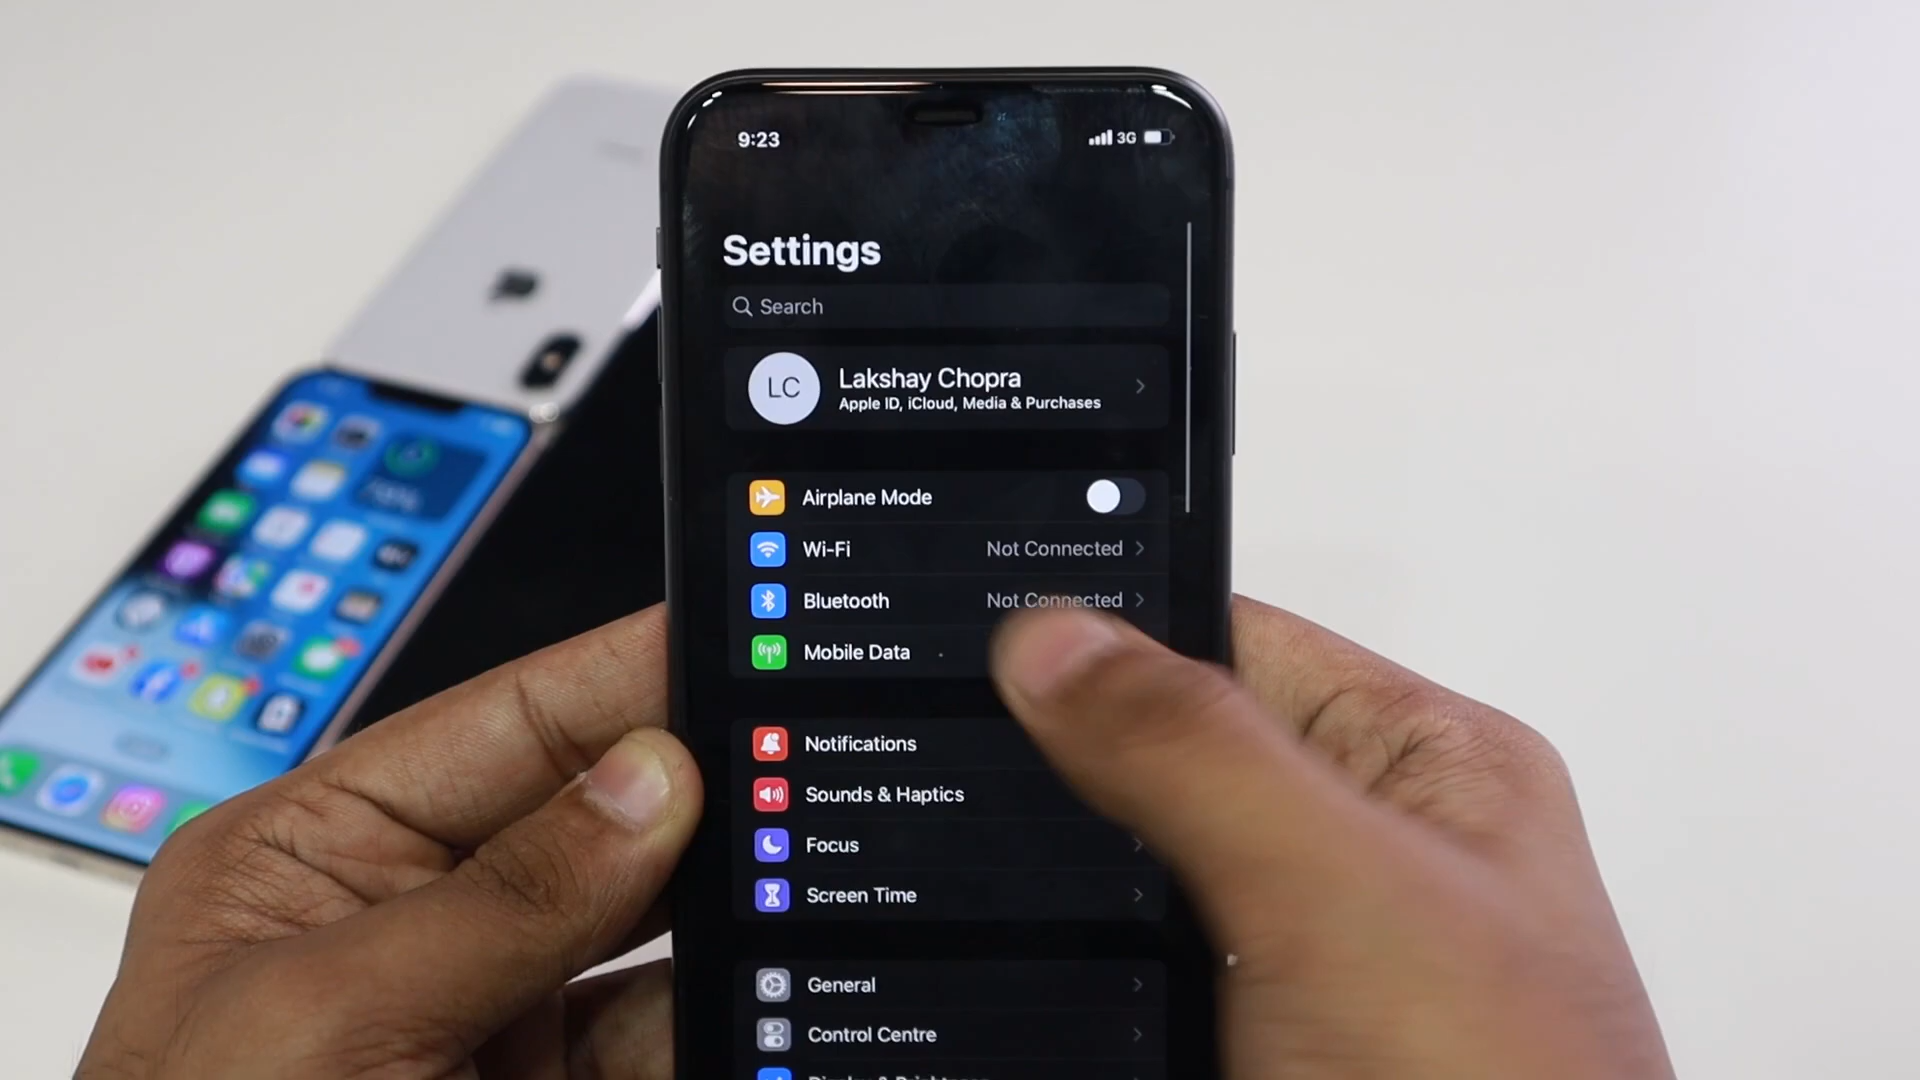 9:23
3G
Settings
Search
LC
Lakshay Chopra
Apple ID, iCloud, Media & Purchases
Airplane Mode
Wi-Fi Not Connected
Bluetooth Not Connected
Mobile Data
Notifications
Sounds & Haptics
Focus
Screen Time
General
Control Centre